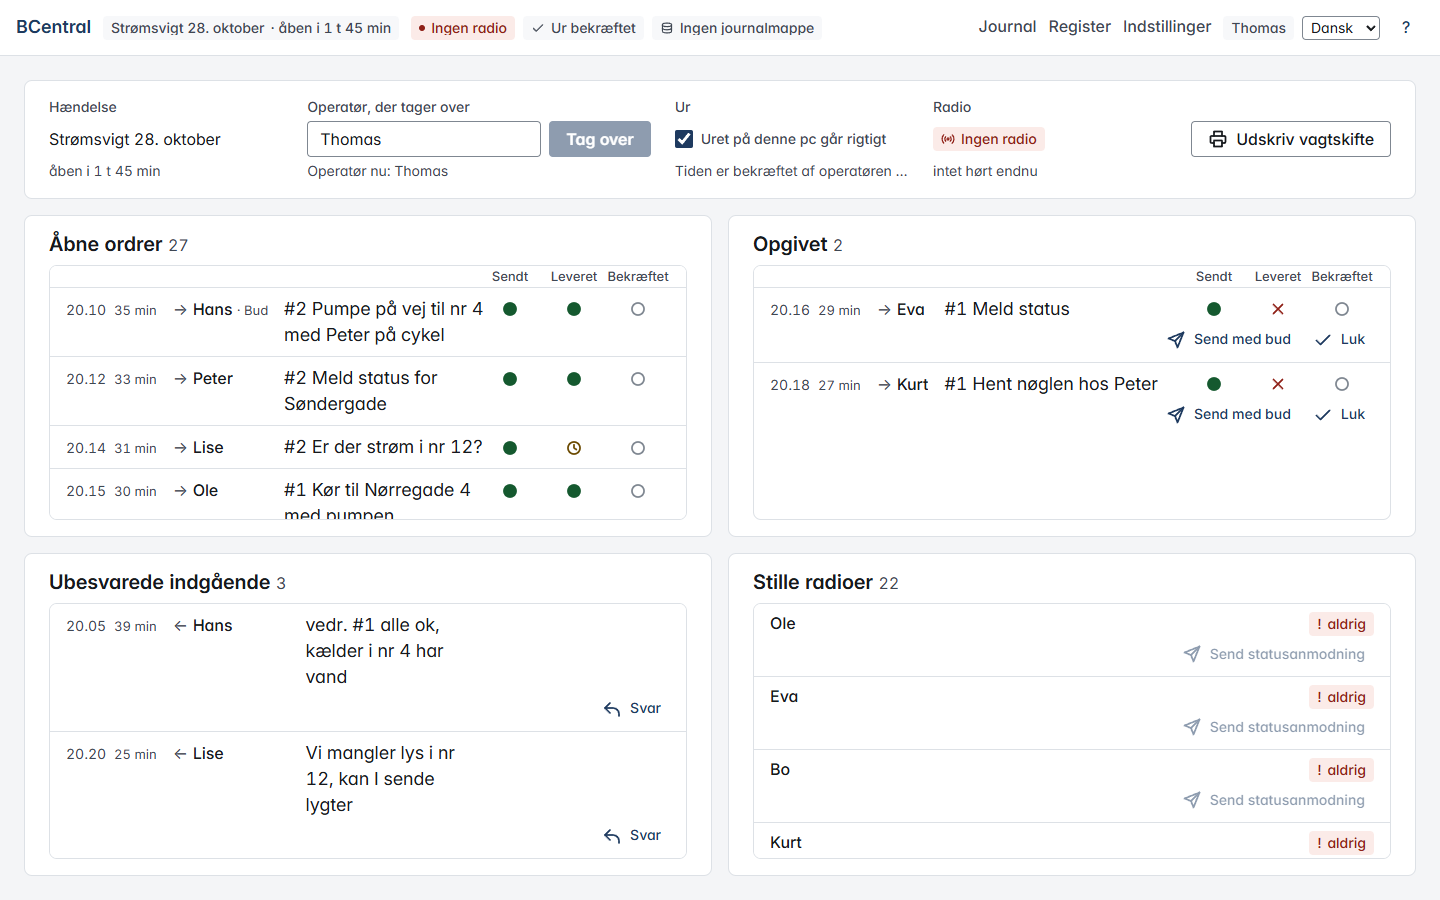 BCentral Strømsvigt 28. oktober · åben i 1 t 45 min Ingen radio Ur bekræftet Ingen journalmappe Journal Register Indstillinger Thomas Dansk ?
Hændelse
Strømsvigt 28. oktober
åben i 1 t 45 min
Operatør, der tager over
Thomas Tag over
Operatør nu: Thomas
Ur
Uret på denne pc går rigtigt
Tiden er bekræftet af operatøren ...
Radio
Ingen radio
intet hørt endnu
Udskriv vagtskifte
Åbne ordrer 27
Sendt Leveret Bekræftet
20.10 35 min → Hans · Bud #2 Pumpe på vej til nr 4
med Peter på cykel
20.12 33 min → Peter #2 Meld status for
Søndergade
20.14 31 min → Lise #2 Er der strøm i nr 12?
20.15 30 min → Ole #1 Kør til Nørregade 4
med pumpen
Opgivet 2
Sendt Leveret Bekræftet
20.16 29 min → Eva #1 Meld status
Send med bud Luk
20.18 27 min → Kurt #1 Hent nøglen hos Peter
Send med bud Luk
Ubesvarede indgående 3
20.05 39 min ← Hans vedr. #1 alle ok,
kælder i nr 4 har
vand
Svar
20.20 25 min ← Lise Vi mangler lys i nr
12, kan I sende
lygter
Svar
Stille radioer 22
Ole ! aldrig
Send statusanmodning
Eva ! aldrig
Send statusanmodning
Bo ! aldrig
Send statusanmodning
Kurt ! aldrig